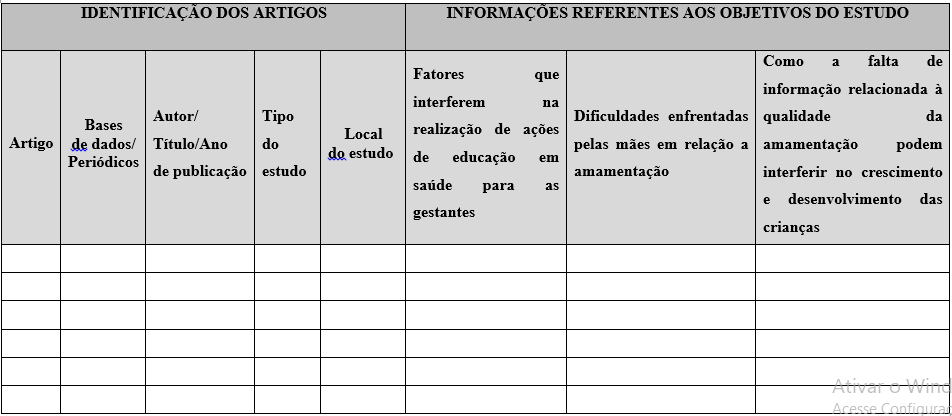 IDENTIFICAÇÃO DOS ARTIGOS
INFORMAÇÕES REFERENTES AOS OBJETIVOS DO ESTUDO
Artigo
Bases
de dados/
Periódicos
Autor/
Título/Ano
de publicação
Tipo
do
estudo
Local
do estudo
Fatores que
interferem na
realização de ações
de educação em
saúde para as
gestantes
Dificuldades enfrentadas
pelas mães em relação a
amamentação
Como a falta de
informação relacionada à
qualidade da
amamentação podem
interferir no crescimento
e desenvolvimento das
crianças
Ativar o Wind
Acesse Configura